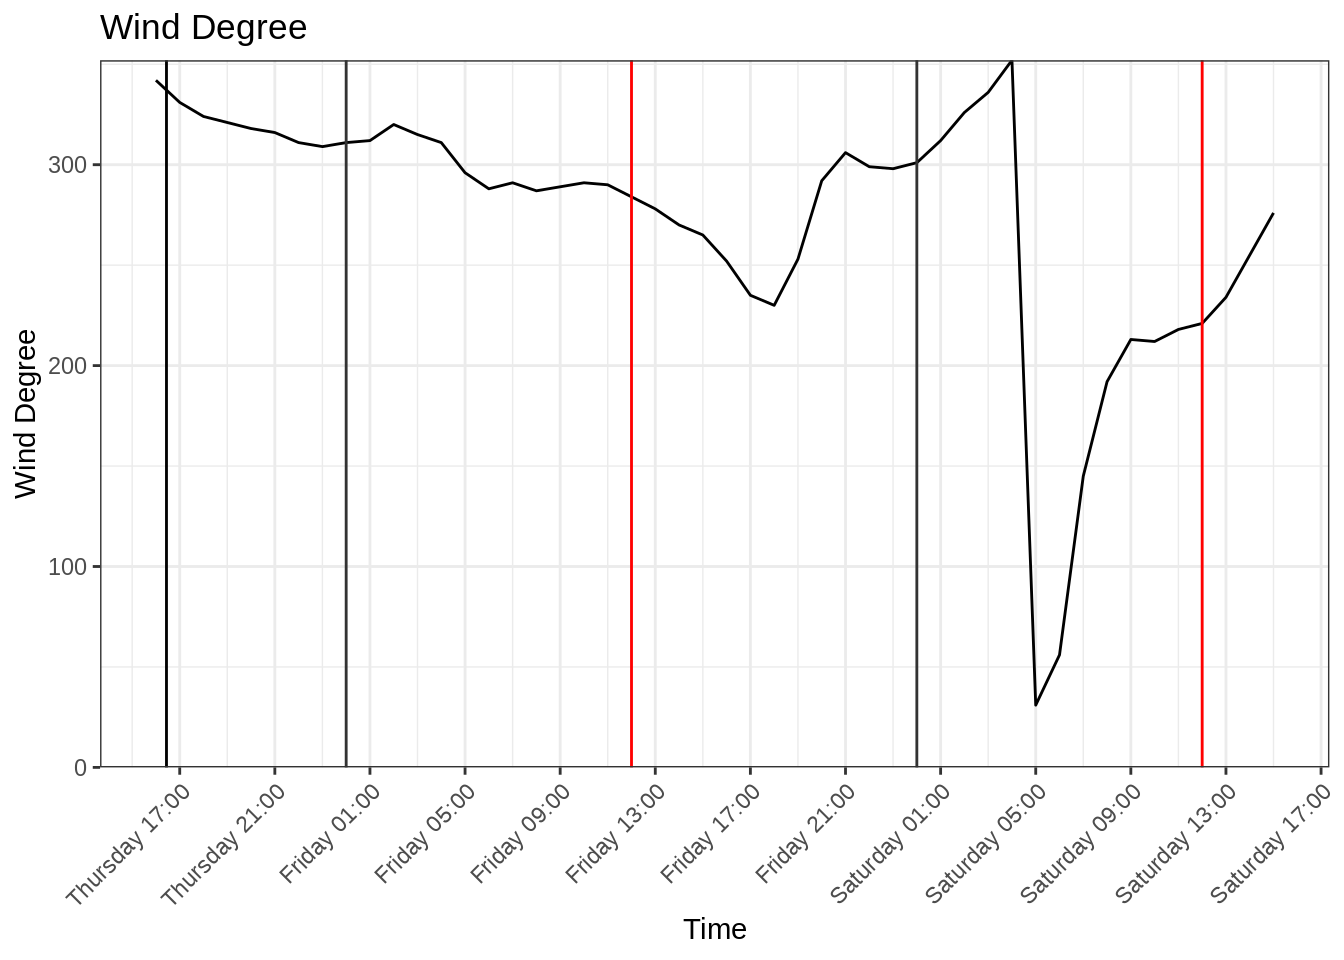 Wind Degree
Wind Degree
300
200
100
0
Thursday 17:00
Thursday 21:00
Friday 01:00
Friday 05:00
Friday 09:00
Friday 13:00
Friday 17:00
Friday 21:00
Saturday 01:00
Saturday 05:00
Saturday 09:00
Saturday 13:00
Saturday 17:00
Time